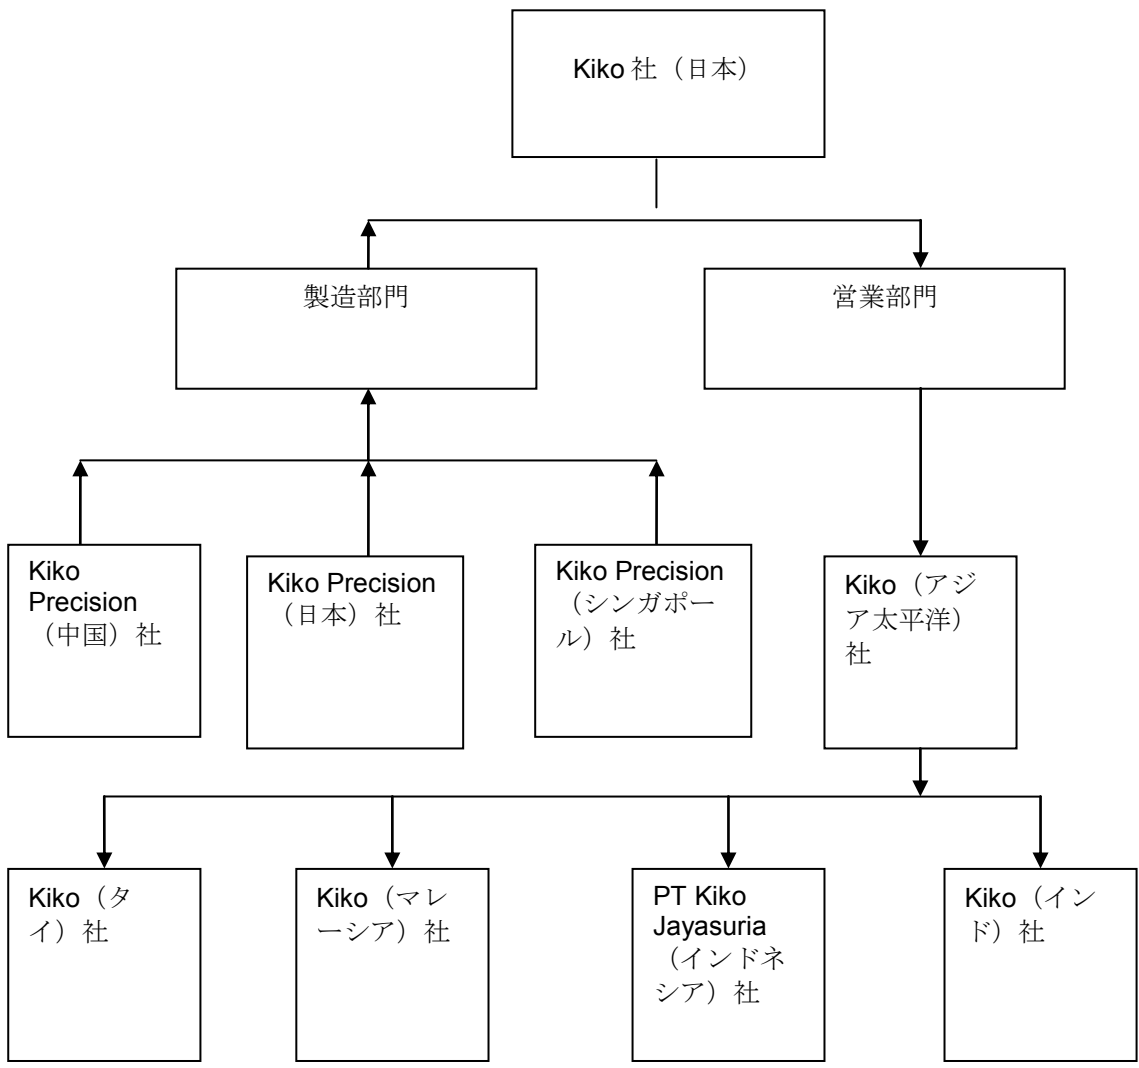 Kiko 社（日本）
製造部門
営業部門
Kiko
Precision
（中国）社
Kiko Precision
（日本）社
Kiko Precision
（シンガポー
ル）社
Kiko（アジ
ア太平洋）
社
Kiko（タ
イ）社
Kiko（マレ
ーシア）社
PT Kiko
Jayasuria
（インドネ
シア）社
Kiko（イン
ド）社